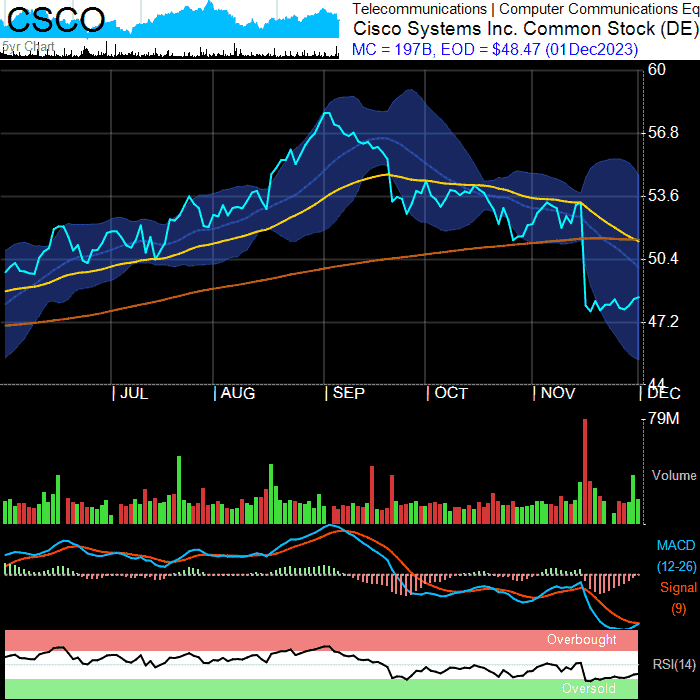 CSCO
5yr Chart
Telecommunications | Computer Communications Eq
Cisco Systems Inc. Common Stock (DE)
MC = 197B, EOD = $48.47 (01Dec2023)
60
56.8
53.6
50.4
47.2
44
JUL AUG SEP OCT NOV DEC
79M
Volume
MACD
(12-26)
Signal
(9)
Overbought
RSI(14)
Oversold